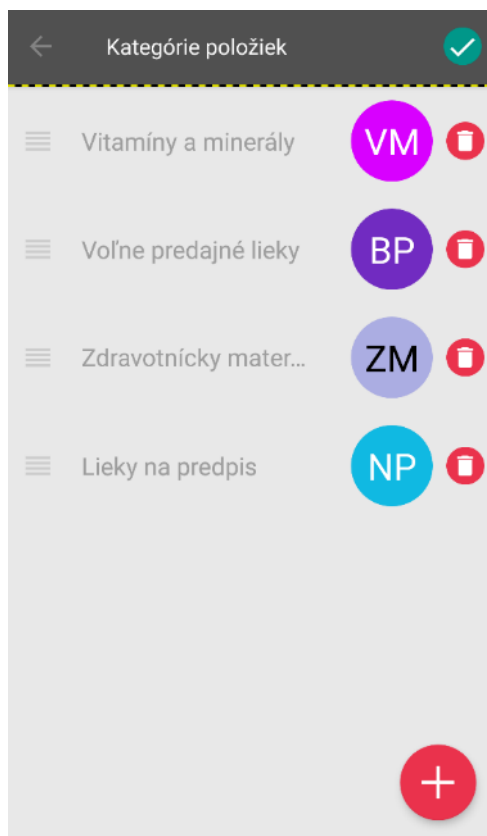 Kategórie položiek
Vitamíny a minerály VM
Voľne predajné lieky BP
Zdravotnícky mater... ZM
Lieky na predpis NP